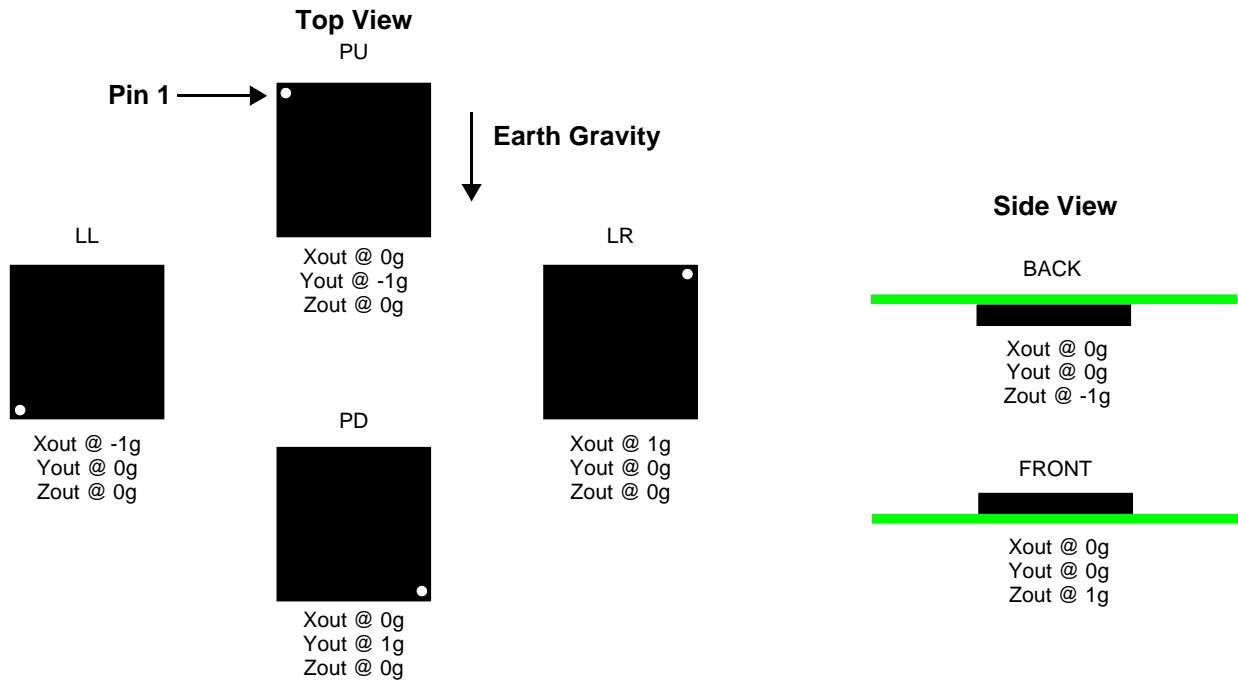 Top View
PU
Pin 1
Earth Gravity
Xout @ 0g
Yout @ -1g
Zout @ 0g
LL
Xout @ -1g
Yout @ 0g
Zout @ 0g
LR
Xout @ 1g
Yout @ 0g
Zout @ 0g
PD
Xout @ 0g
Yout @ 1g
Zout @ 0g
Side View
BACK
Xout @ 0g
Yout @ 0g
Zout @ -1g
FRONT
Xout @ 0g
Yout @ 0g
Zout @ 1g